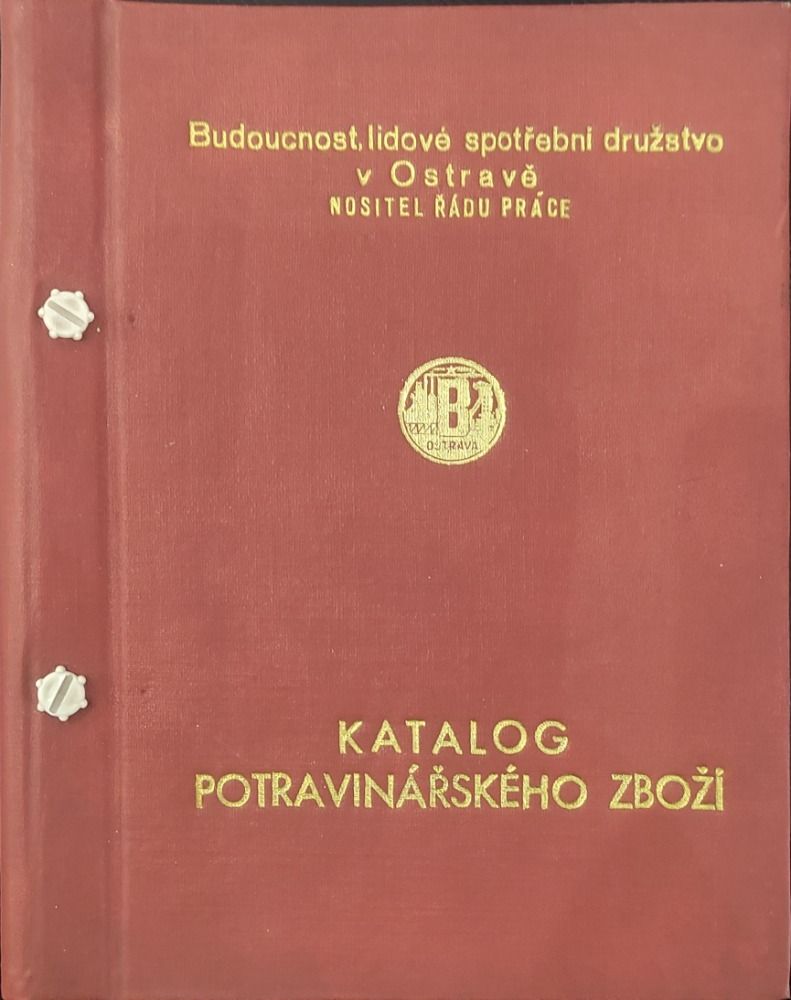 Budoucnost, lidové spotřební družstvo
v Ostravě
NOSITEL ŘÁDU PRÁCE
B
OSTRAVA
KATALOG
POTRAVINÁŘSKÉHO ZBOŽÍ